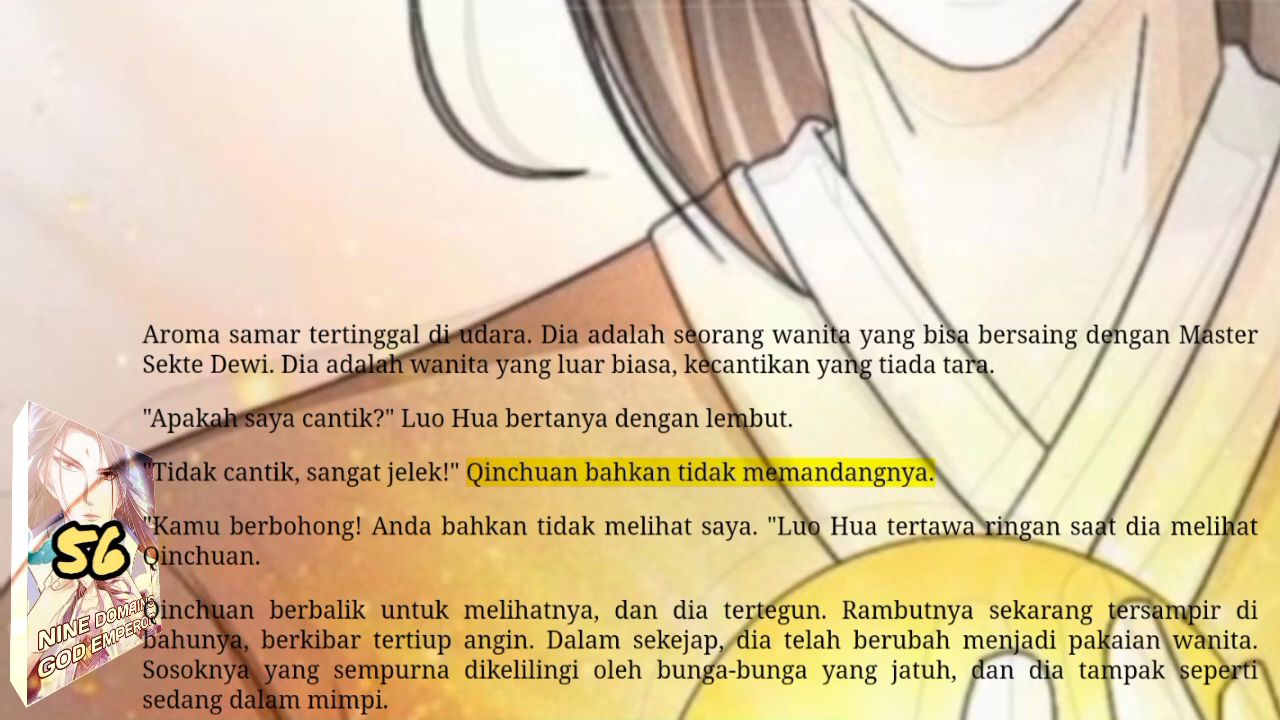 Aroma samar tertinggal di udara. Dia adalah seorang wanita yang bisa bersaing dengan Master
Sekte Dewi. Dia adalah wanita yang luar biasa, kecantikan yang tiada tara.
"Apakah saya cantik?" Luo Hua bertanya dengan lembut.
"Tidak cantik, sangat jelek!" Qinchuan bahkan tidak memandangnya.
"Kamu berbohong! Anda bahkan tidak melihat saya. "Luo Hua tertawa ringan saat dia melihat
Qinchuan.
Qinchuan berbalik untuk melihatnya, dan dia tertegun. Rambutnya sekarang tersampir di
bahunya, berkibar tertiup angin. Dalam sekejap, dia telah berubah menjadi pakaian wanita.
Sosoknya yang sempurna dikelilingi oleh bunga-bunga yang jatuh, dan dia tampak seperti
sedang dalam mimpi.
56
NINE DOMAINS
GOD EMPEROR